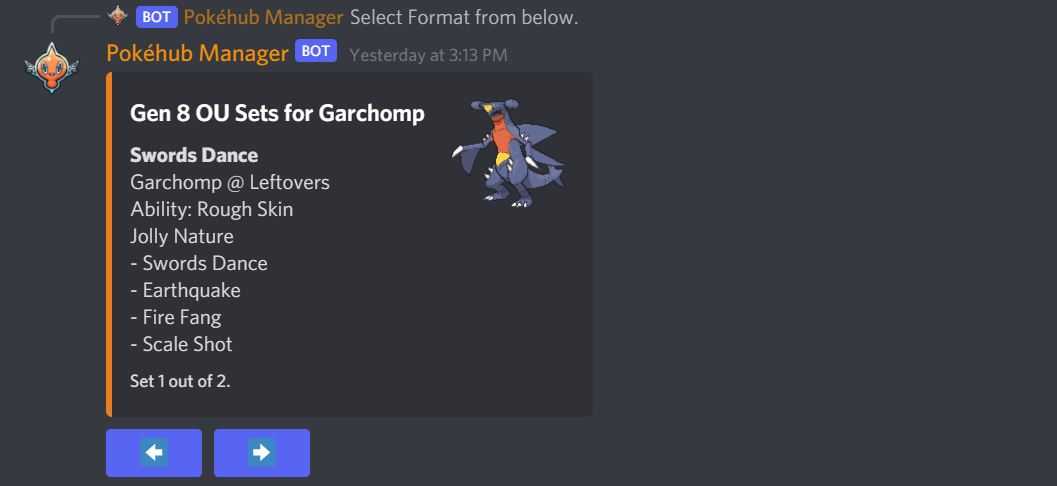 BOT Pokéhub Manager Select Format from below.
Pokéhub Manager BOT Yesterday at 3:13 PM
Gen 8 OU Sets for Garchomp
Swords Dance
Garchomp @ Leftovers
Ability: Rough Skin
Jolly Nature
- Swords Dance
- Earthquake
- Fire Fang
- Scale Shot
Set 1 out of 2.